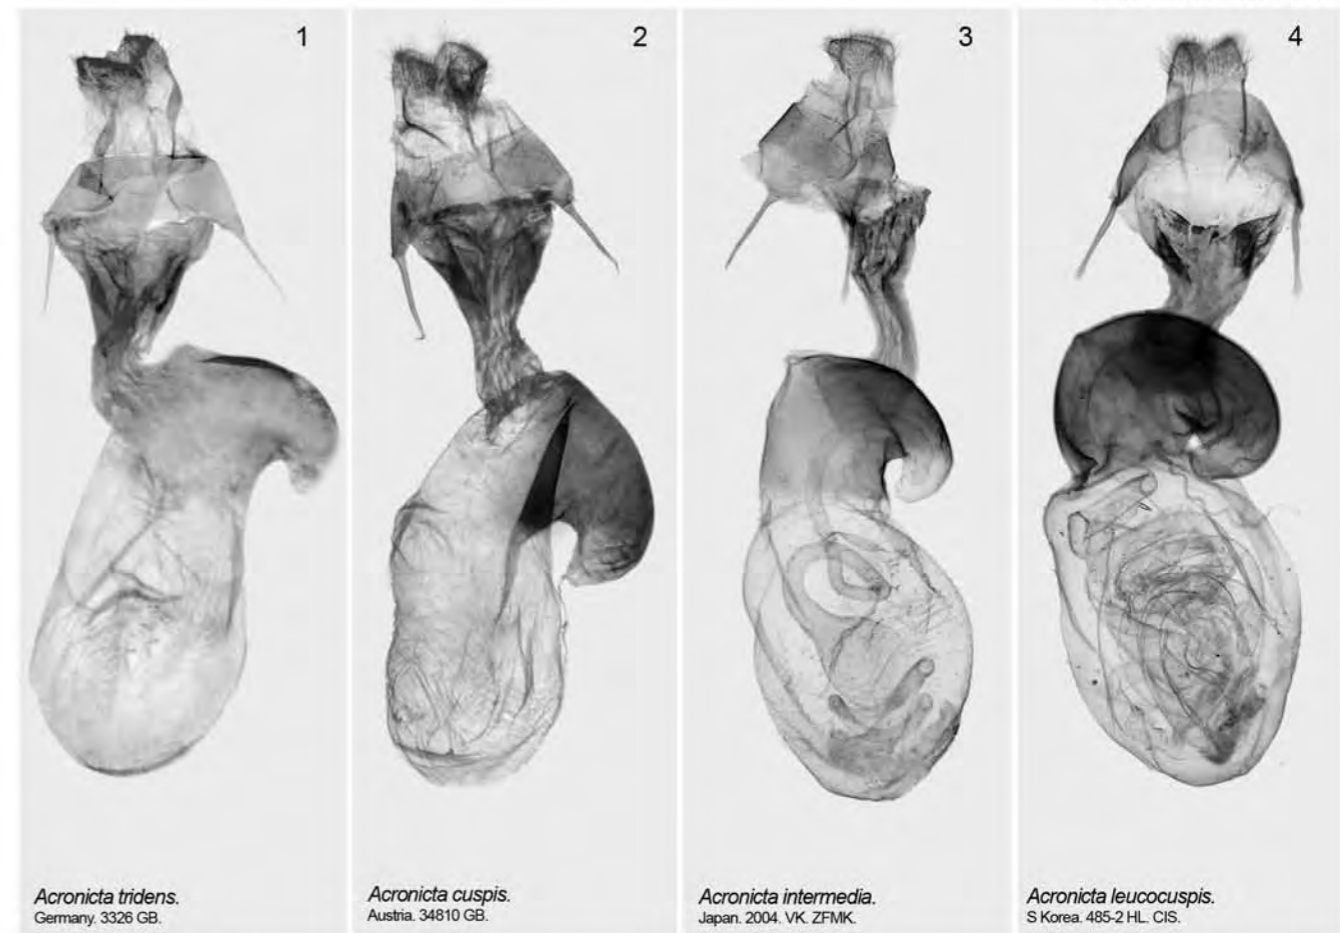 1
2
3
4
Acronicta tridens.
Germany. 3326 GB.
Acronicta cuspis.
Austria. 34810 GB.
Acronicta intermedia.
Japan. 2004. VK. ZFMK.
Acronicta leucocuspis.
S Korea. 485-2 HL. CIS.